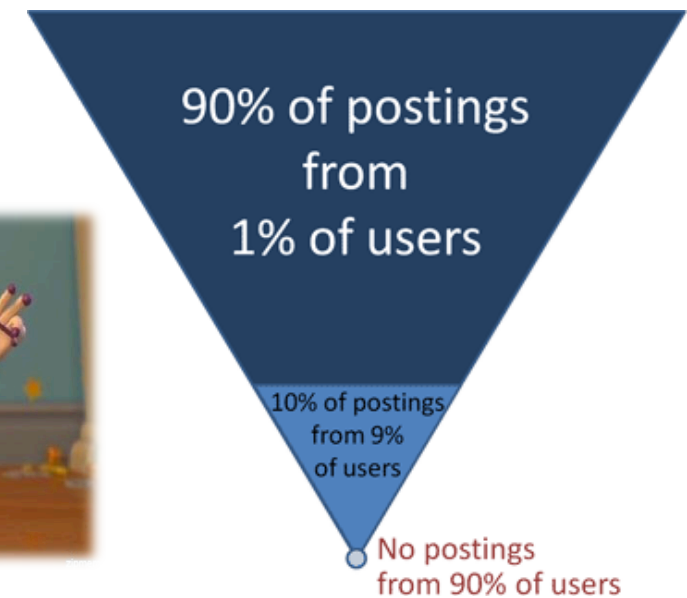 90% of postings
from
1% of users
10% of postings
from 9%
of users
No postings
from 90% of users